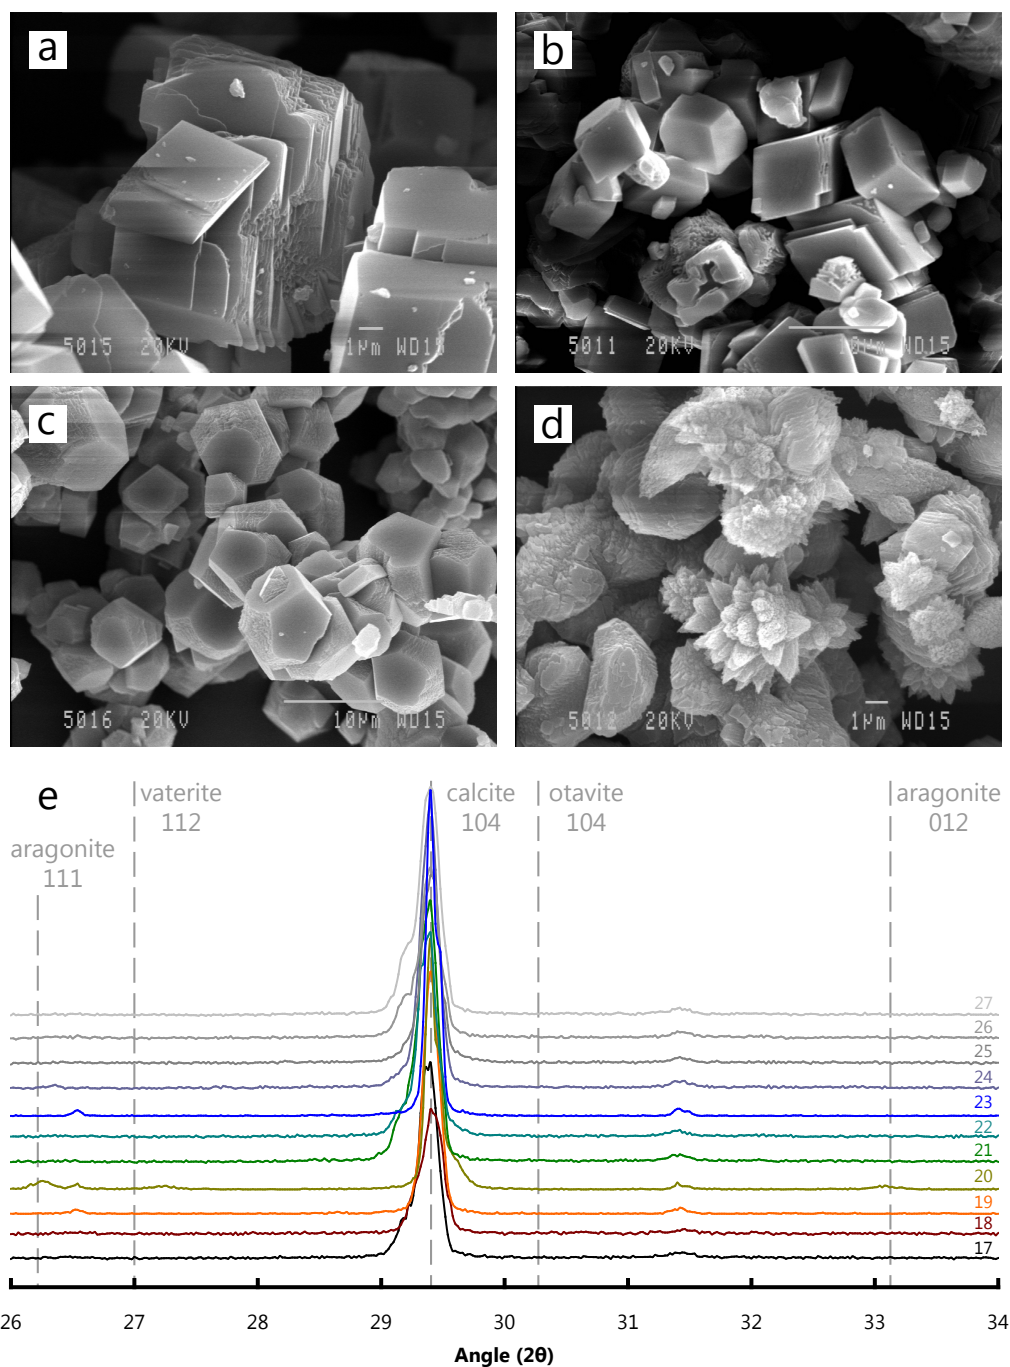 a
5015 20KV 1µm WD15
b
5011 20KV 10µm WD15
c
5016 20KV 10µm WD15
d
5012 20KV 1µm WD15
e
vaterite
112
calcite
104
otavite
104
aragonite
012
aragonite
111
27
26
25
24
23
22
21
20
19
18
17
26 27 28 29 30 31 32 33 34
Angle (2θ)